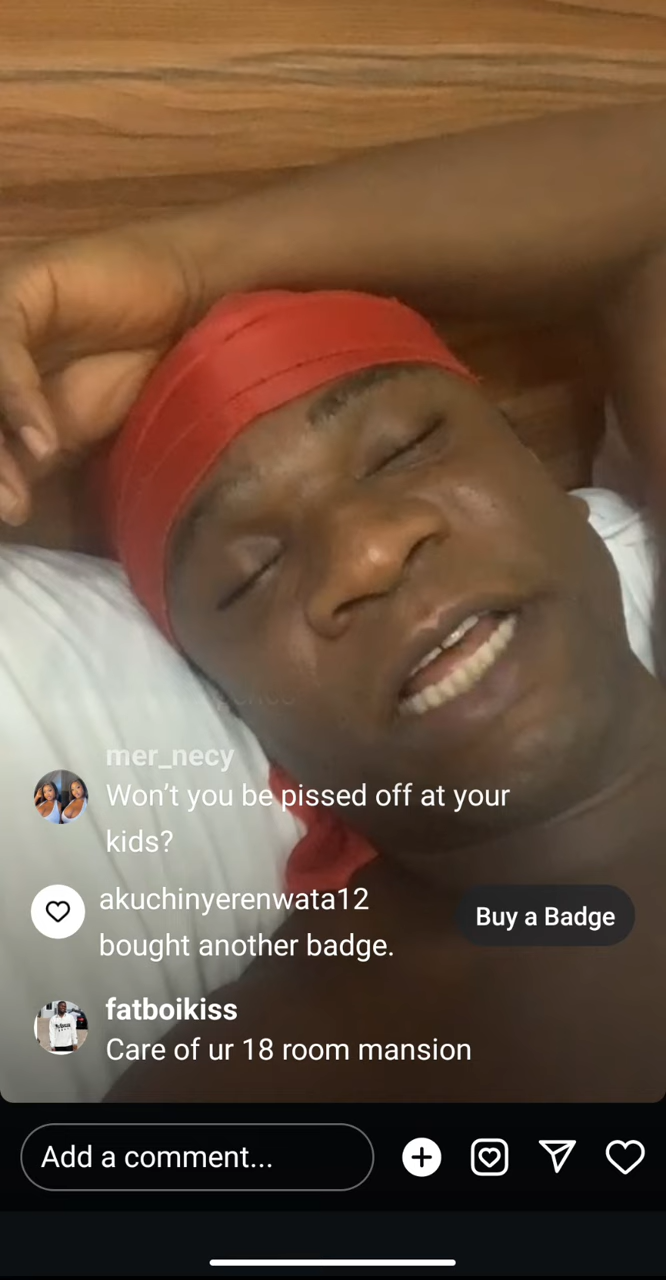 mer_necy
Won’t you be pissed off at your
kids?
akuchinyerenwata12
bought another badge.
Buy a Badge
fatboikiss
Care of ur 18 room mansion
Add a comment...